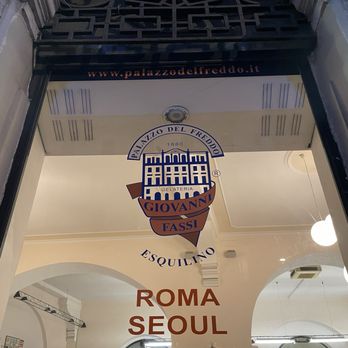 www.palazzodelfreddo.it
PALAZZO DEL FREDDO
1880
GELATERIA
GIOVANNI
FASSI
®
ESQUILINO
ROMA
SEOUL